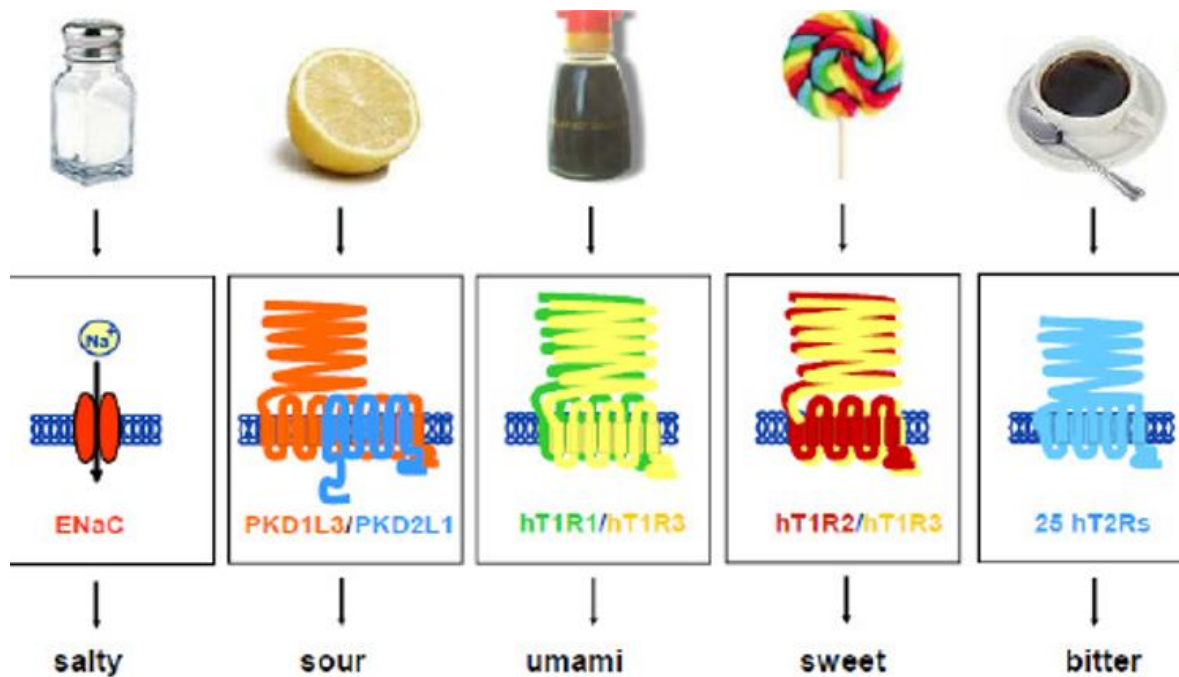 Na+
ENaC
PKD1L3/PKD2L1
hT1R1/hT1R3
hT1R2/hT1R3
25 hT2Rs
salty
sour
umami
sweet
bitter